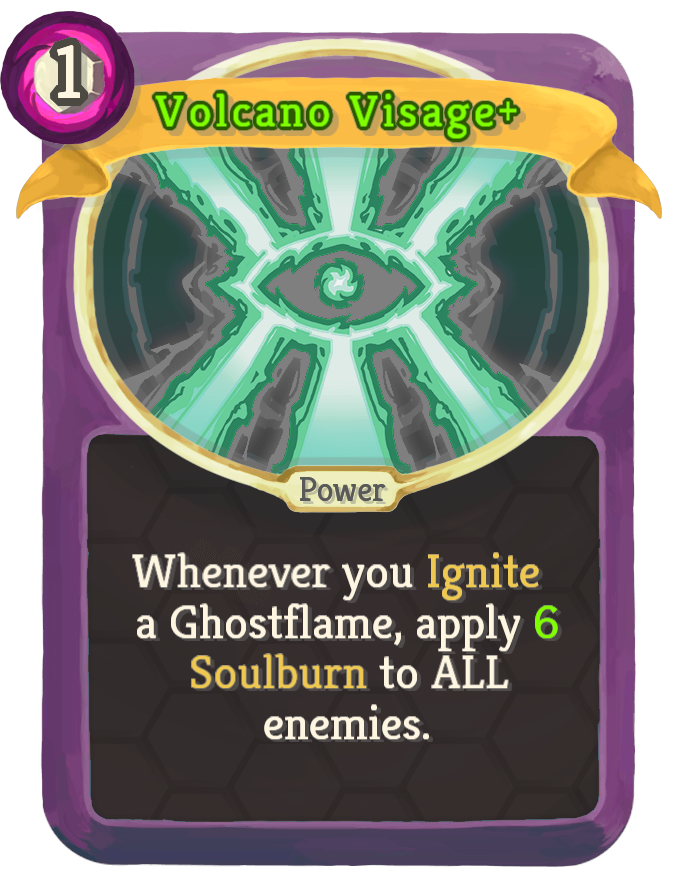 1
Volcano Visage+
Power
Whenever you Ignite
a Ghostflame, apply 6
Soulburn to ALL
enemies.